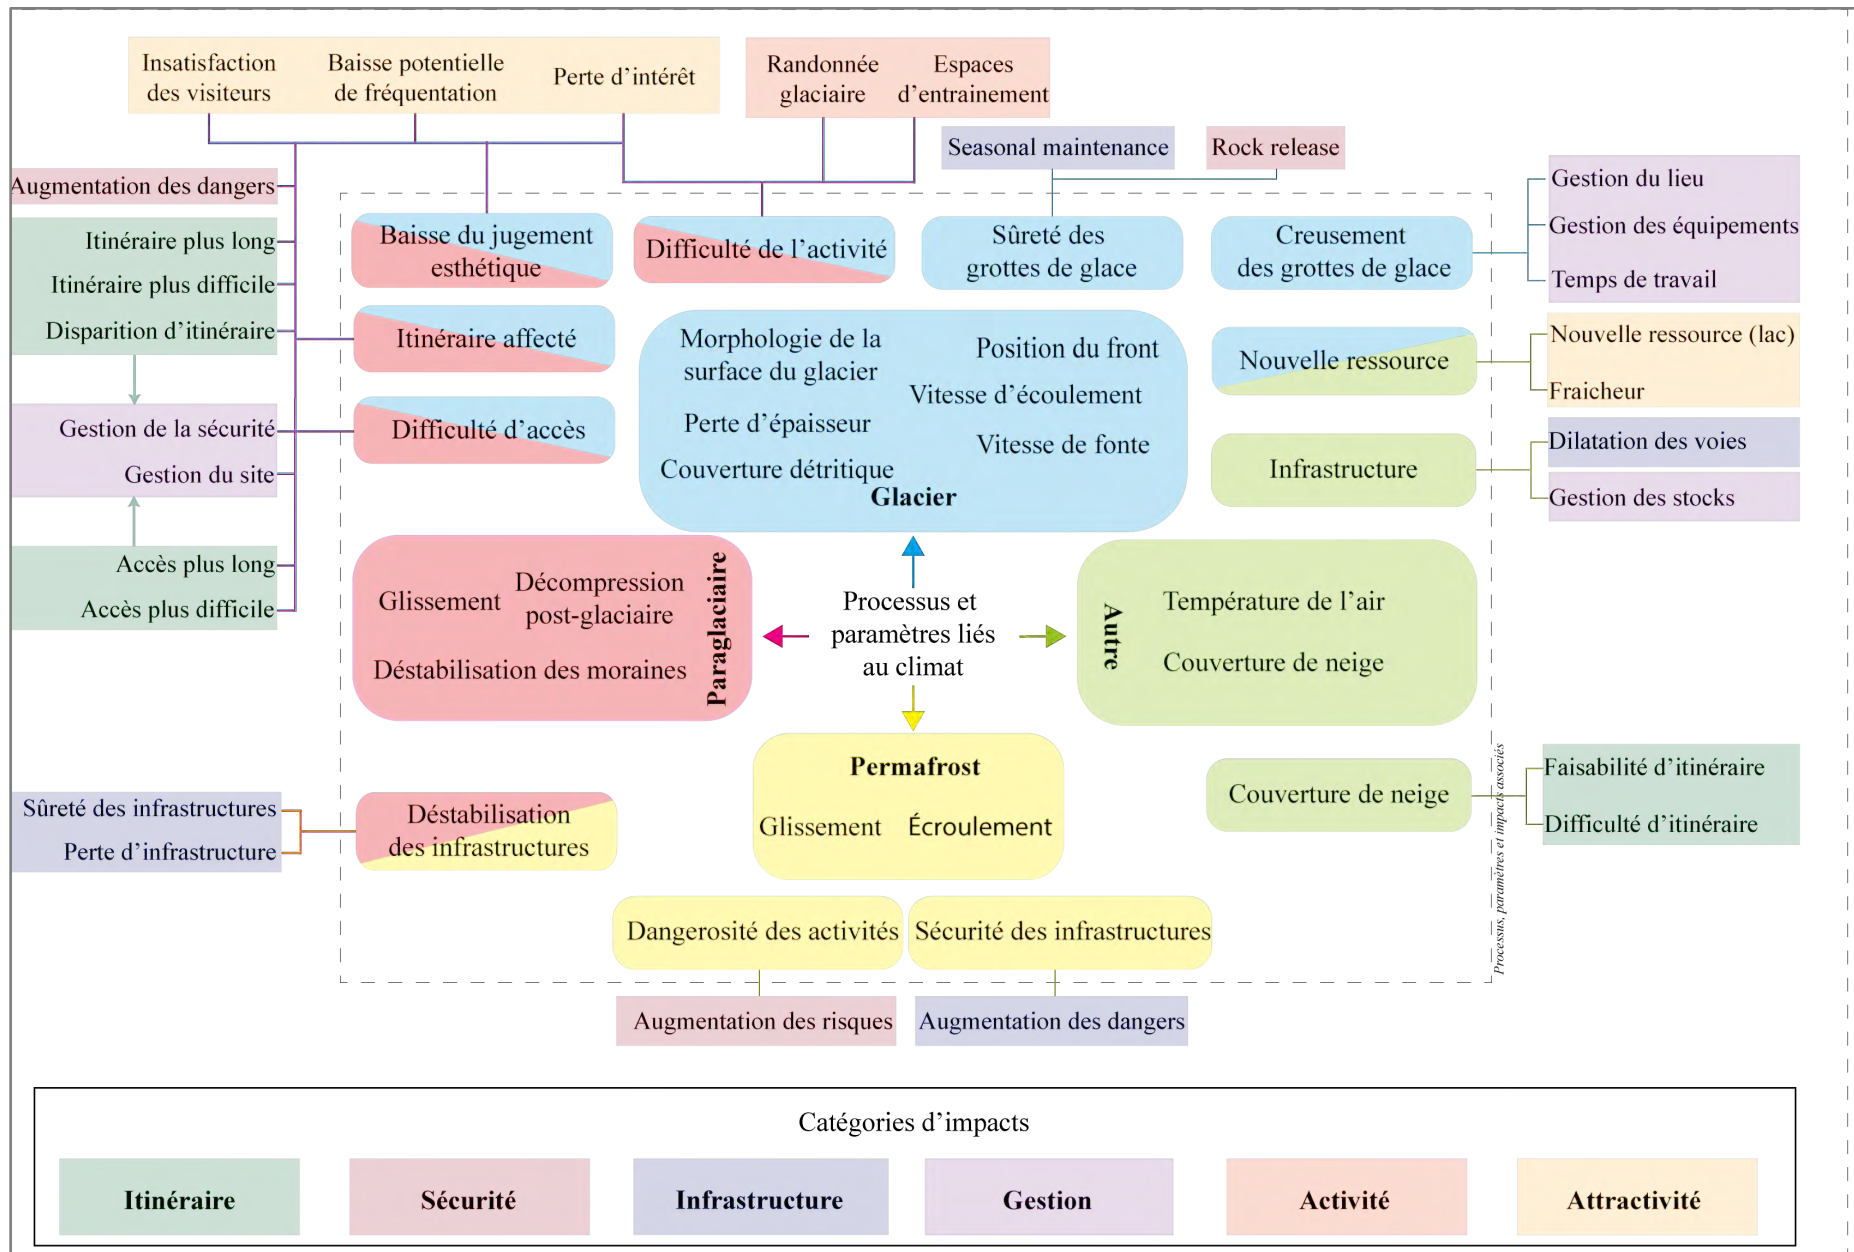 Insatisfaction
des visiteurs
Baisse potentielle
de fréquentation
Perte d'intérêt
Randonnée
glaciaire
Espaces
d'entrainement
Seasonal maintenance
Rock release
Augmentation des dangers
Itinéraire plus long
Itinéraire plus difficile
Disparition d'itinéraire
Gestion de la sécurité
Gestion du site
Accès plus long
Accès plus difficile
Baisse du jugement
esthétique
Difficulté de l'activité
Sûreté des
grottes de glace
Creusement
des grottes de glace
Gestion du lieu
Gestion des équipements
Temps de travail
Itinéraire affecté
Difficulté d'accès
Morphologie de la
surface du glacier
Position du front
Vitesse d'écoulement
Perte d'épaisseur
Vitesse de fonte
Couverture détritique
Glacier
Nouvelle ressource
Nouvelle ressource (lac)
Fraicheur
Infrastructure
Dilatation des voies
Gestion des stocks
Glissement
Décompression
post-glaciaire
Déstabilisation des moraines
Paraglaciaire
Processus et
paramètres liés
au climat
Autre
Température de l'air
Couverture de neige
Permafrost
Glissement
Écroulement
Couverture de neige
Faisabilité d'itinéraire
Difficulté d'itinéraire
Processus, paramètres et impacts associés
Sûreté des infrastructures
Perte d'infrastructure
Déstabilisation
des infrastructures
Dangerosité des activités
Sécurité des infrastructures
Augmentation des risques
Augmentation des dangers
Catégories d'impacts
Itinéraire
Sécurité
Infrastructure
Gestion
Activité
Attractivité